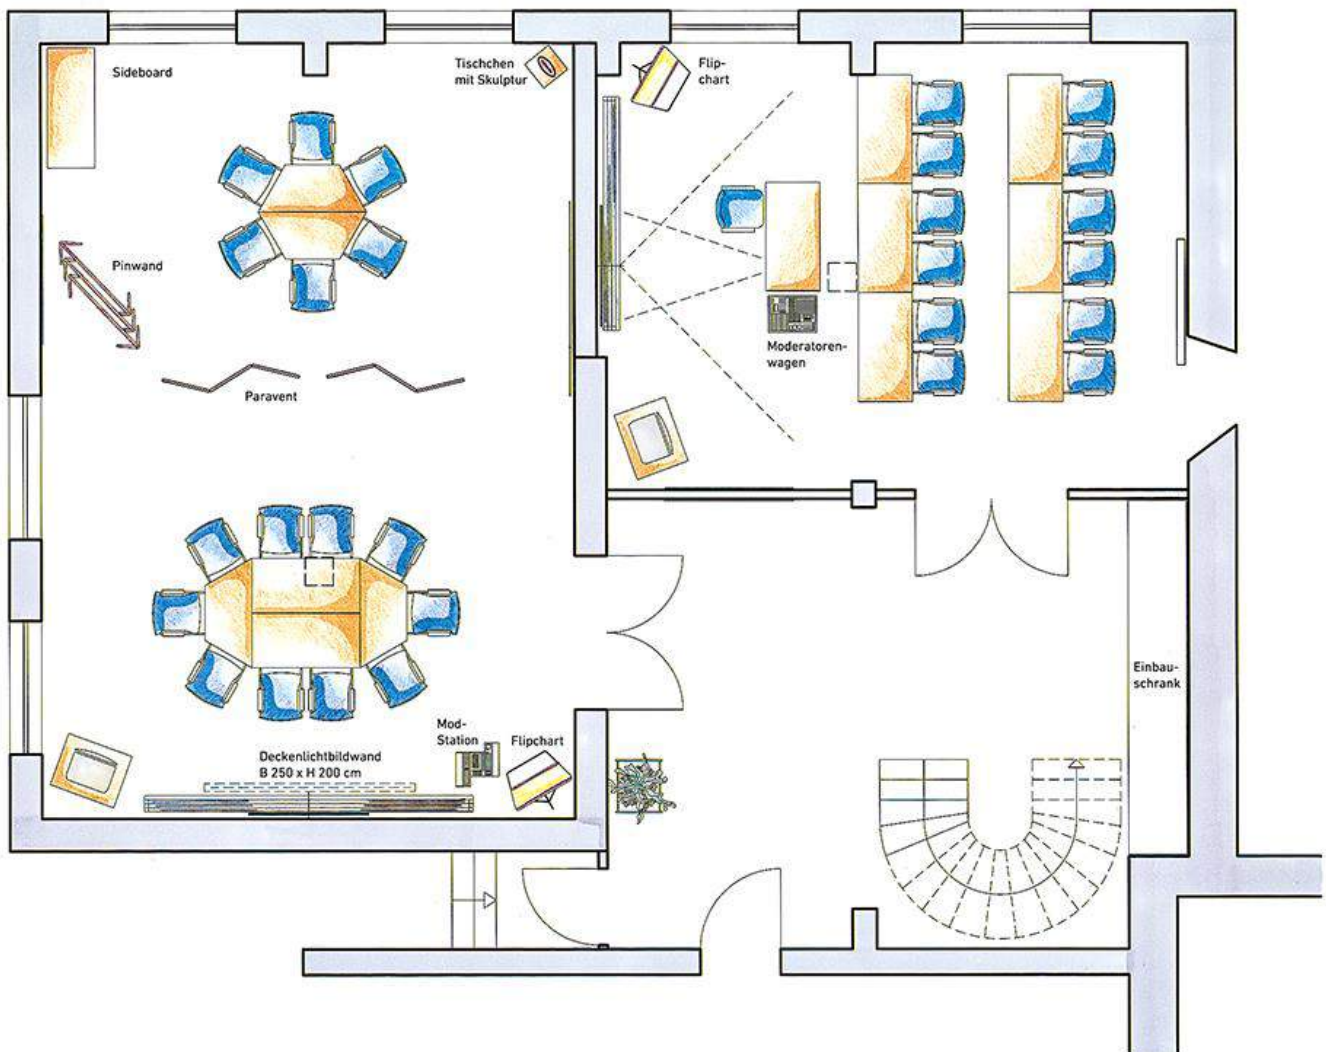 Sideboard
Tischchen
mit Skulptur
Flip-
chart
Pinwand
Moderatoren-
wagen
Paravent
Einbau-
schrank
Mod-
Station
Flipchart
Deckenlichtbildwand
B 250 x H 200 cm